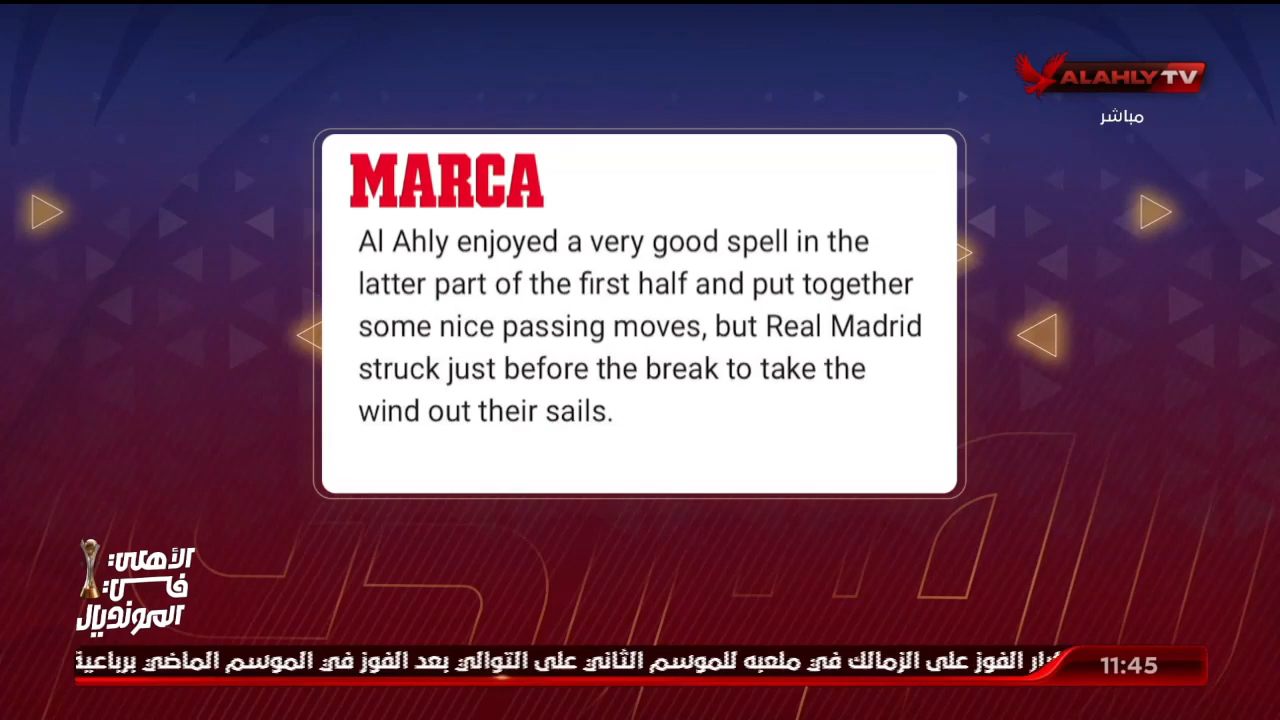 ALAHLY TV
مباشر
MARCA
Al Ahly enjoyed a very good spell in the
latter part of the first half and put together
some nice passing moves, but Real Madrid
struck just before the break to take the
wind out their sails.
الأهلي
في
المونديال
الفوز على الزمالك في ملعبه للموسم الثاني على التوالي بعد الفوز في الموسم الماضي برباعية
11:45